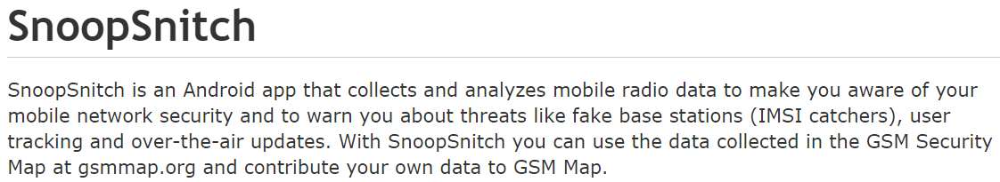 SnoopSnitch
SnoopSnitch is an Android app that collects and analyzes mobile radio data to make you aware of your
mobile network security and to warn you about threats like fake base stations (IMSI catchers), user
tracking and over-the-air updates. With SnoopSnitch you can use the data collected in the GSM Security
Map at gsmmap.org and contribute your own data to GSM Map.